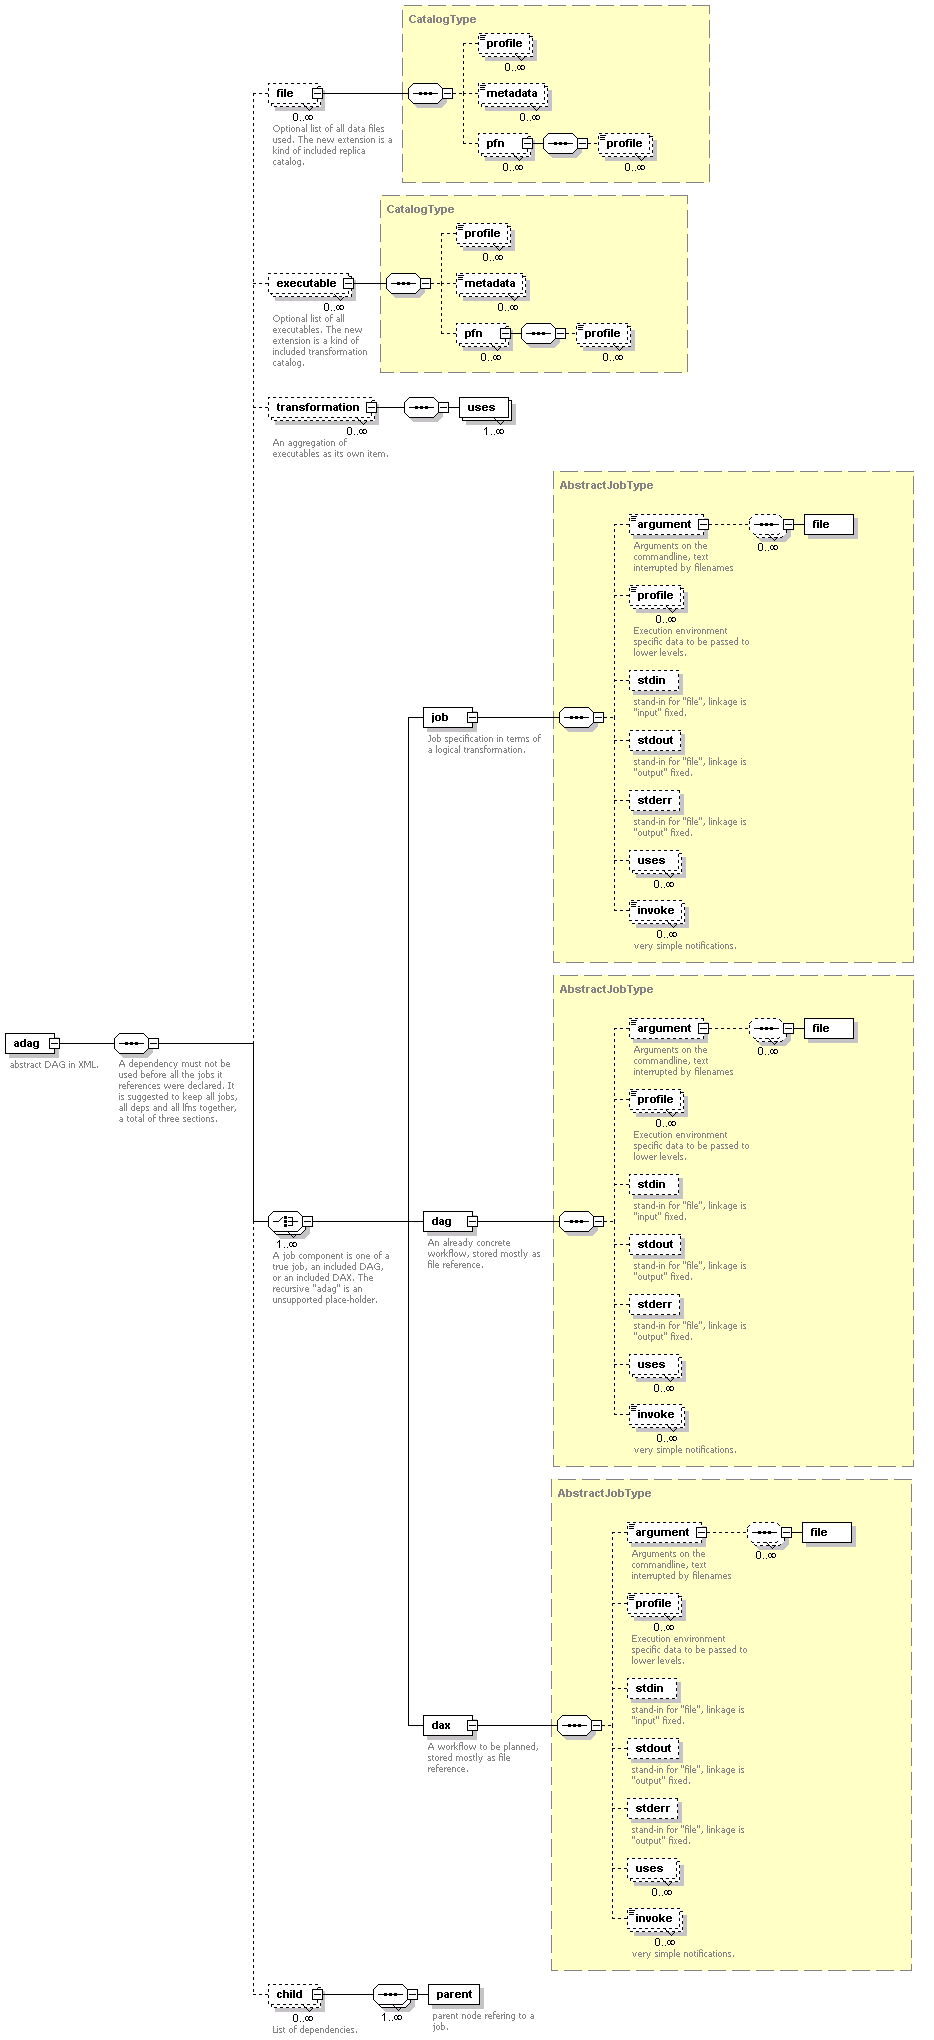 CatalogType
profile
0..∞
file
metadata
0..∞
0..∞
Optional list of all data files
used. The new extension is a
kind of included replica
catalog.
pfn
profile
0..∞
0..∞
CatalogType
profile
0..∞
executable
metadata
0..∞
0..∞
Optional list of all
executables. The new
extension is a kind of
included transformation
catalog.
pfn
profile
0..∞
0..∞
transformation
uses
0..∞
1..∞
An aggregation of
executables as its own item.
AbstractJobType
argument
file
0..∞
Arguments on the
commandline, text
interrupted by filenames
profile
0..∞
Execution environment
specific data to be passed to
lower levels.
stdin
stand-in for "file", linkage is
"input" fixed.
job
Job specification in terms of
a logical transformation.
stdout
stand-in for "file", linkage is
"output" fixed.
stderr
stand-in for "file", linkage is
"output" fixed.
uses
0..∞
invoke
0..∞
very simple notifications.
adag
abstract DAG in XML.
A dependency must not be
used before all the jobs it
references were declared. It
is suggested to keep all jobs,
all deps and all lfns together,
a total of three sections.
AbstractJobType
argument
file
0..∞
Arguments on the
commandline, text
interrupted by filenames
profile
0..∞
Execution environment
specific data to be passed to
lower levels.
stdin
stand-in for "file", linkage is
"input" fixed.
1..∞
A job component is one of a
true job, an included DAG,
or an included DAX. The
recursive "adag" is an
unsupported place-holder.
dag
An already concrete
workflow, stored mostly as
file reference.
stdout
stand-in for "file", linkage is
"output" fixed.
stderr
stand-in for "file", linkage is
"output" fixed.
uses
0..∞
invoke
0..∞
very simple notifications.
AbstractJobType
argument
file
0..∞
Arguments on the
commandline, text
interrupted by filenames
profile
0..∞
Execution environment
specific data to be passed to
lower levels.
stdin
stand-in for "file", linkage is
"input" fixed.
dax
A workflow to be planned,
stored mostly as file
reference.
stdout
stand-in for "file", linkage is
"output" fixed.
stderr
stand-in for "file", linkage is
"output" fixed.
uses
0..∞
invoke
0..∞
very simple notifications.
child
parent
0..∞
1..∞
List of dependencies.
parent node refering to a
job.